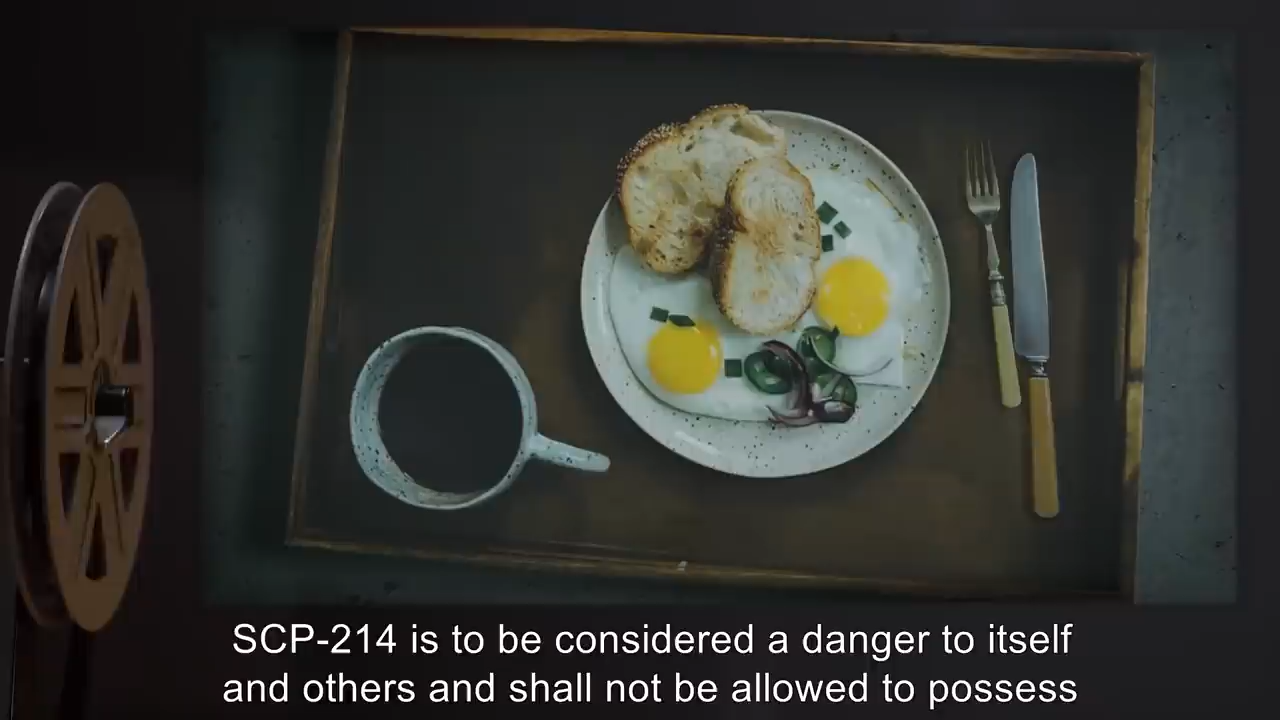 SCP-214 is to be considered a danger to itself
and others and shall not be allowed to possess